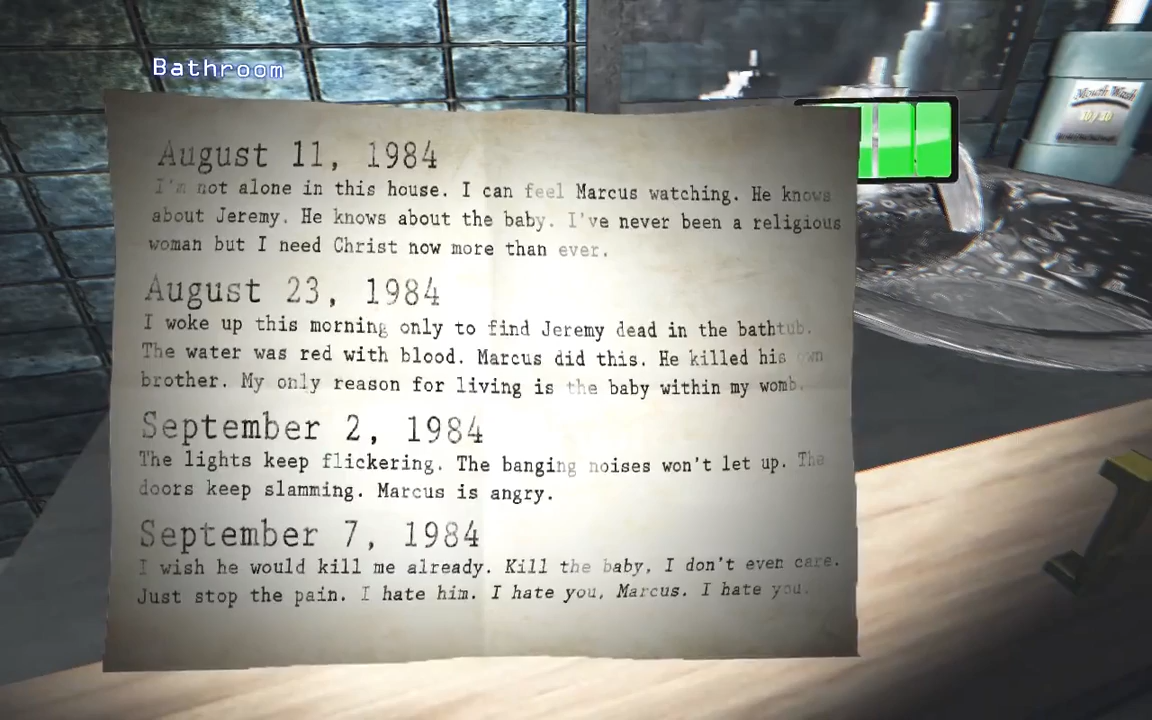 Bathroom
Mouth Wash
August 11, 1984
I'm not alone in this house. I can feel Marcus watching. He knows
about Jeremy. He knows about the baby. I've never been a religious
woman but I need Christ now more than ever.
August 23, 1984
I woke up this morning only to find Jeremy dead in the bathtub.
The water was red with blood. Marcus did this. He killed his own
brother. My only reason for living is the baby within my womb.
September 2, 1984
The lights keep flickering. The banging noises won't let up. The
doors keep slamming. Marcus is angry.
September 7, 1984
I wish he would kill me already. Kill the baby, I don't even care.
Just stop the pain. I hate him. I hate you, Marcus. I hate you.